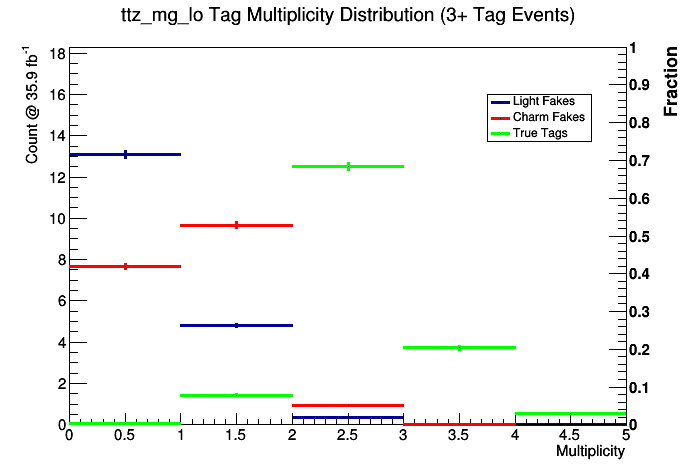 ttz_mg_lo Tag Multiplicity Distribution (3+ Tag Events)
Count @ 35.9 fb⁻¹
18
16
14
12
10
8
6
4
2
0
Light Fakes
Charm Fakes
True Tags
Fraction
1
0.9
0.8
0.7
0.6
0.5
0.4
0.3
0.2
0.1
0
0 0.5 1 1.5 2 2.5 3 3.5 4 4.5 5
Multiplicity